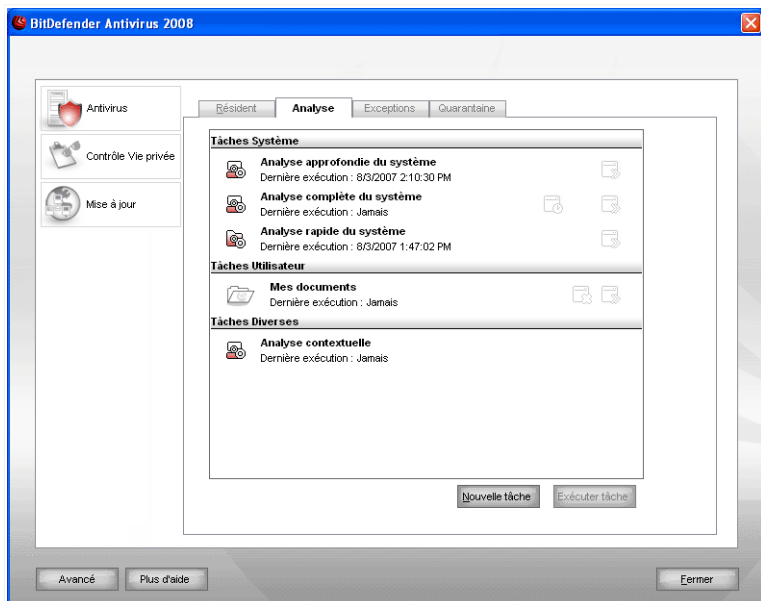 BitDefender Antivirus 2008
Antivirus
Contrôle Vie privée
Mise à jour
Résident
Analyse
Exceptions
Quarantaine
Tâches Système
Analyse approfondie du système
Dernière exécution : 8/3/2007 2:10:30 PM
Analyse complète du système
Dernière exécution : Jamais
Analyse rapide du système
Dernière exécution : 8/3/2007 1:47:02 PM
Tâches Utilisateur
Mes documents
Dernière exécution : Jamais
Tâches Diverses
Analyse contextuelle
Dernière exécution : Jamais
Nouvelle tâche
Exécuter tâche
Avancé
Plus d'aide
Fermer